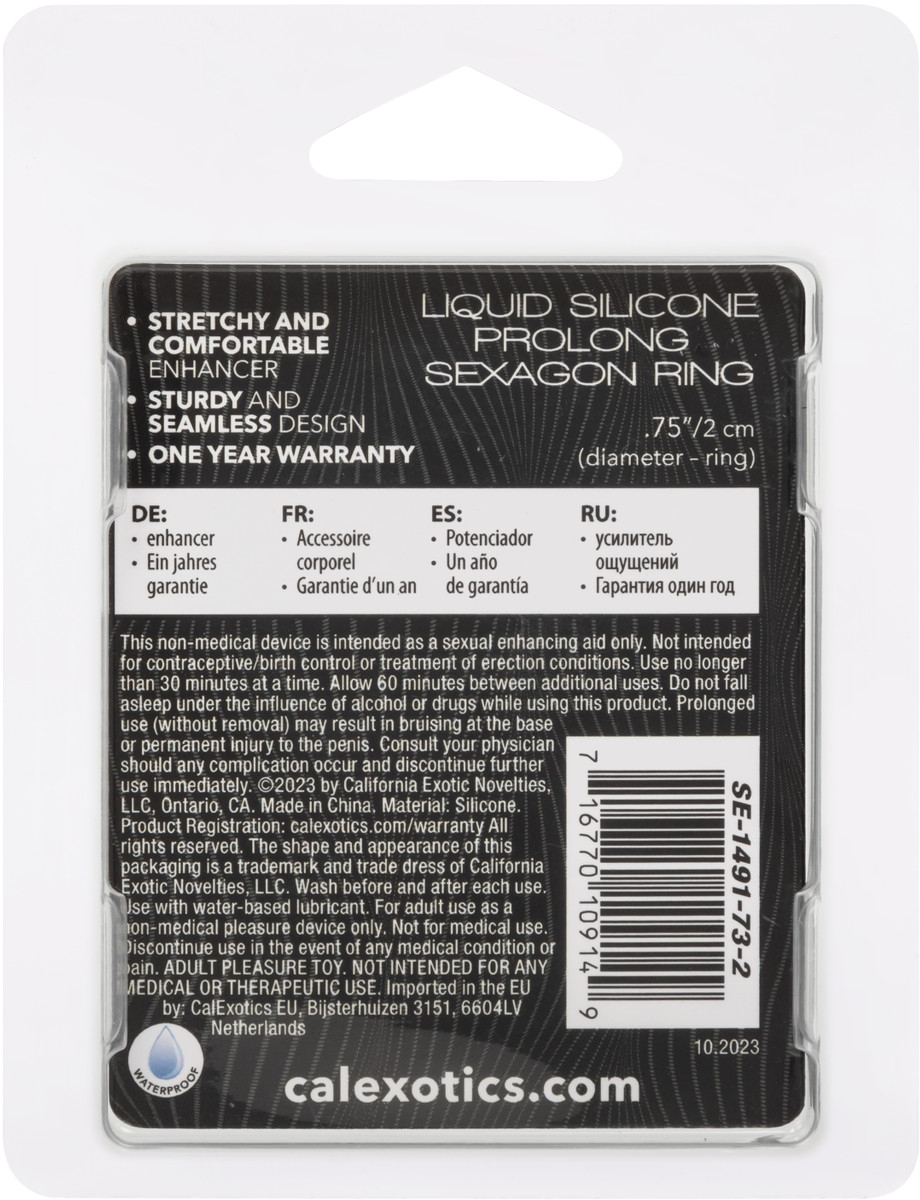 • STRETCHY AND
COMFORTABLE
ENHANCER
• STURDY AND
SEAMLESS DESIGN
• ONE YEAR WARRANTY
LIQUID SILICONE
PROLONG
SEXAGON RING
.75"/2 cm
(diameter - ring)
DE:
• enhancer
• Ein jahres
garantie
FR:
• Accessoire
corporel
• Garantie d'un an
ES:
• Potenciador
• Un año
de garantía
RU:
• усилитель
ощущений
• Гарантия один год
This non-medical device is intended as a sexual enhancing aid only. Not intended
for contraceptive/birth control or treatment of erection conditions. Use no longer
than 30 minutes at a time. Allow 60 minutes between additional uses. Do not fall
asleep under the influence of alcohol or drugs while using this product. Prolonged
use (without removal) may result in bruising at the base
or permanent injury to the penis. Consult your physician
should any complication occur and discontinue further
use immediately. ©2023 by California Exotic Novelties,
LLC, Ontario, CA. Made in China. Material: Silicone.
Product Registration: calexotics.com/warranty All
rights reserved. The shape and appearance of this
packaging is a trademark and trade dress of California
Exotic Novelties, LLC. Wash before and after each use.
Use with water-based lubricant. For adult use as a
non-medical pleasure device only. Not for medical use.
Discontinue use in the event of any medical condition or
pain. ADULT PLEASURE TOY. NOT INTENDED FOR ANY
MEDICAL OR THERAPEUTIC USE. Imported in the EU
by: CalExotics EU, Bijsterhuizen 3151, 6604LV
Netherlands
SE-1491-73-2
7 16770 10914 9
10.2023
WATERPROOF
calexotics.com